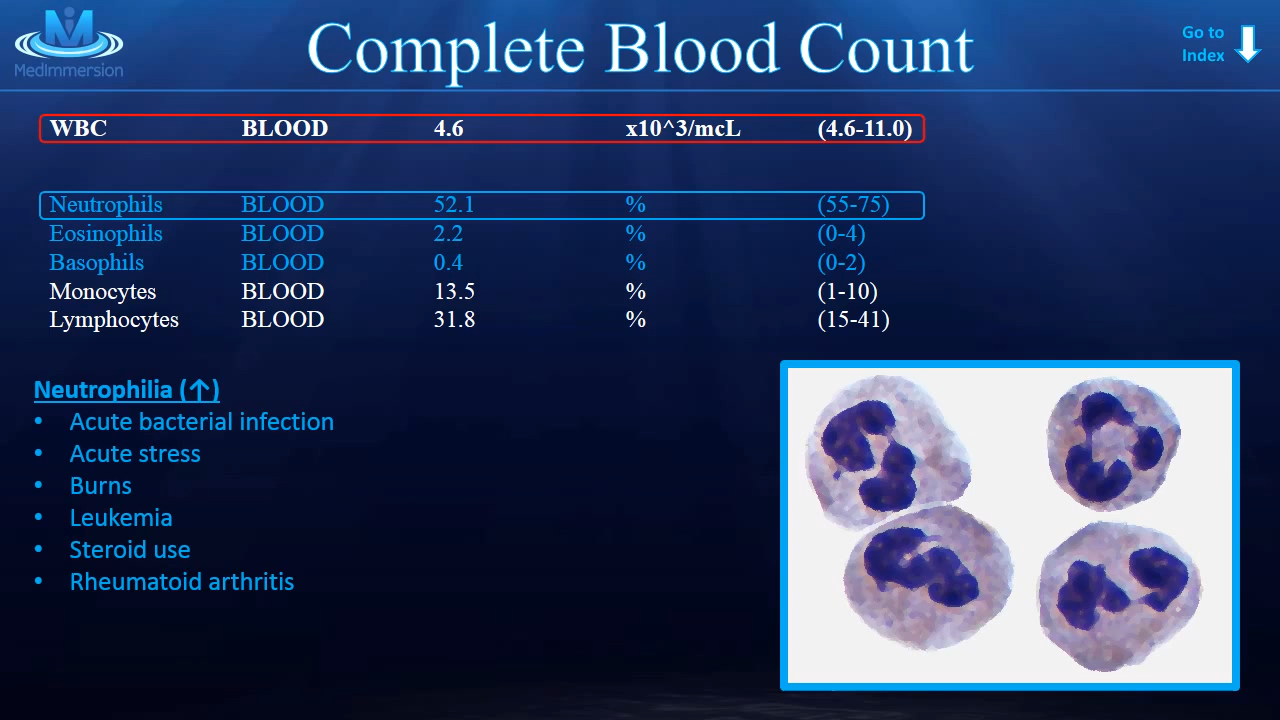 MedImmersion
Complete Blood Count
Go to
Index
WBC BLOOD 4.6 x10^3/mcL (4.6-11.0)
Neutrophils BLOOD 52.1 % (55-75)
Eosinophils BLOOD 2.2 % (0-4)
Basophils BLOOD 0.4 % (0-2)
Monocytes BLOOD 13.5 % (1-10)
Lymphocytes BLOOD 31.8 % (15-41)
Neutrophilia (↑)
• Acute bacterial infection
• Acute stress
• Burns
• Leukemia
• Steroid use
• Rheumatoid arthritis